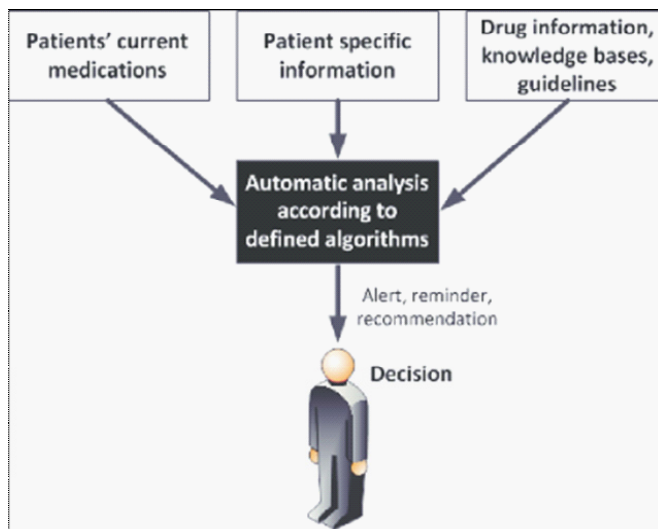 Patients' current
medications
Patient specific
information
Drug information,
knowledge bases,
guidelines
Automatic analysis
according to
defined algorithms
Alert, reminder,
recommendation
Decision